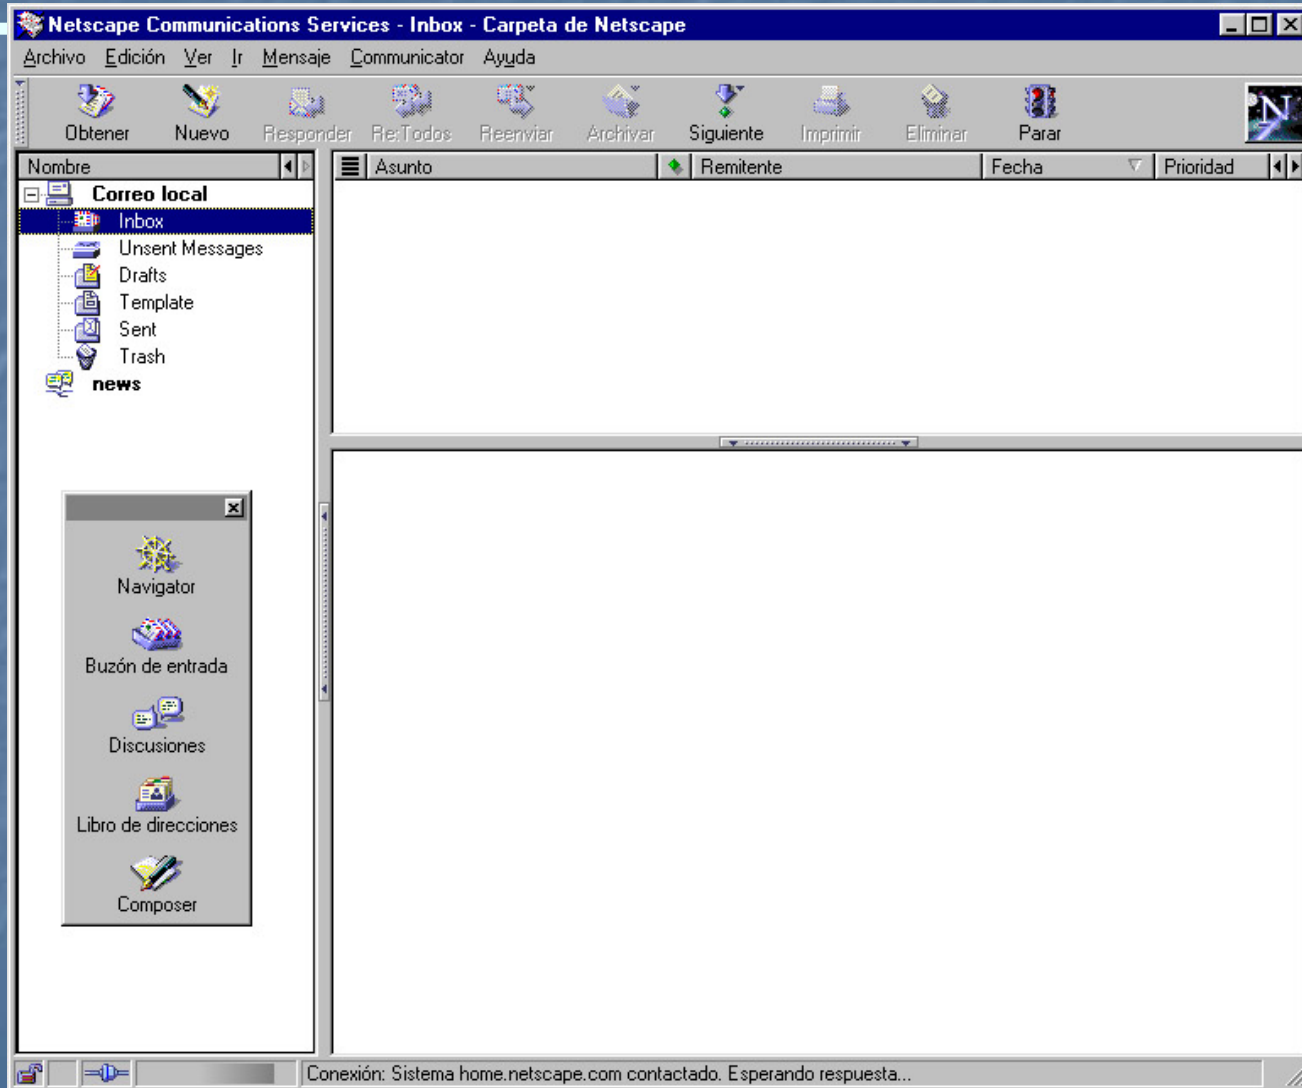 Netscape Communications Services - Inbox - Carpeta de Netscape
Archivo Edición Ver Ir Mensaje Communicator Ayuda
Obtener Nuevo Responder Re:Todos Reenviar Archivar Siguiente Imprimir Eliminar Parar
N
Nombre Asunto Remitente Fecha Prioridad
Correo local
Inbox
Unsent Messages
Drafts
Template
Sent
Trash
news
Navigator
Buzón de entrada
Discusiones
Libro de direcciones
Composer
Conexión: Sistema home.netscape.com contactado. Esperando respuesta...